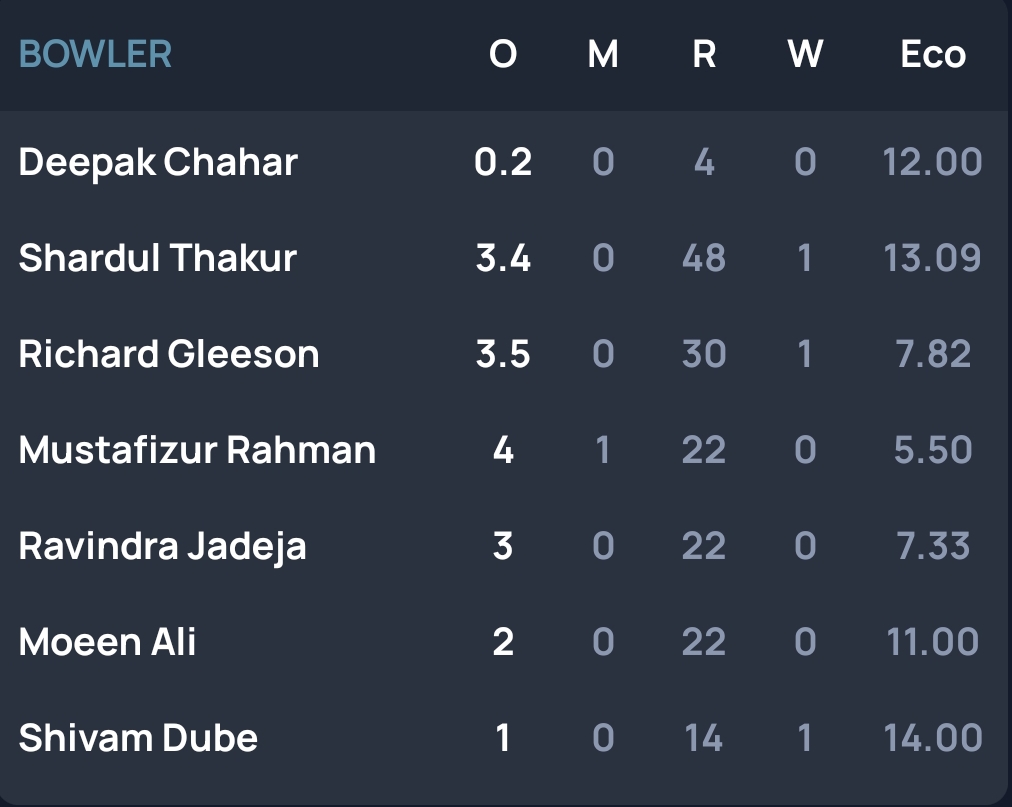 BOWLER O M R W Eco
Deepak Chahar 0.2 0 4 0 12.00
Shardul Thakur 3.4 0 48 1 13.09
Richard Gleeson 3.5 0 30 1 7.82
Mustafizur Rahman 4 1 22 0 5.50
Ravindra Jadeja 3 0 22 0 7.33
Moeen Ali 2 0 22 0 11.00
Shivam Dube 1 0 14 1 14.00